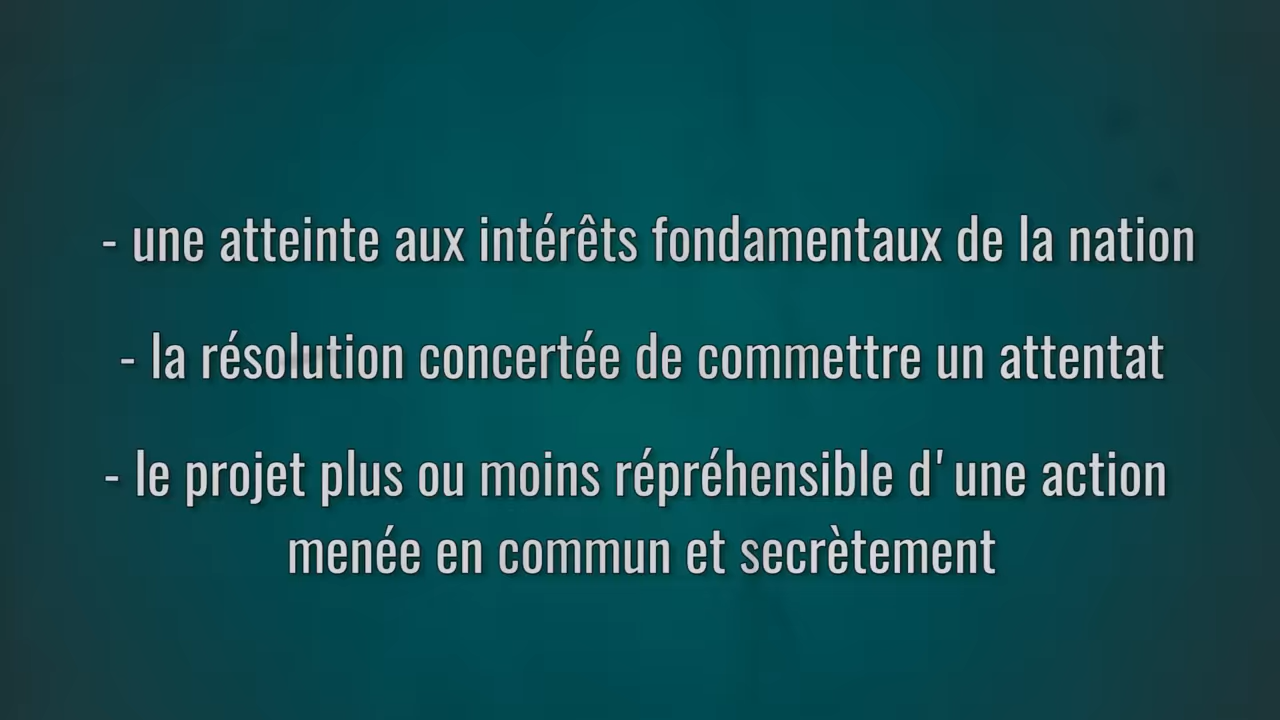 - une atteinte aux intérêts fondamentaux de la nation
- la résolution concertée de commettre un attentat
- le projet plus ou moins répréhensible d'une action
menée en commun et secrètement